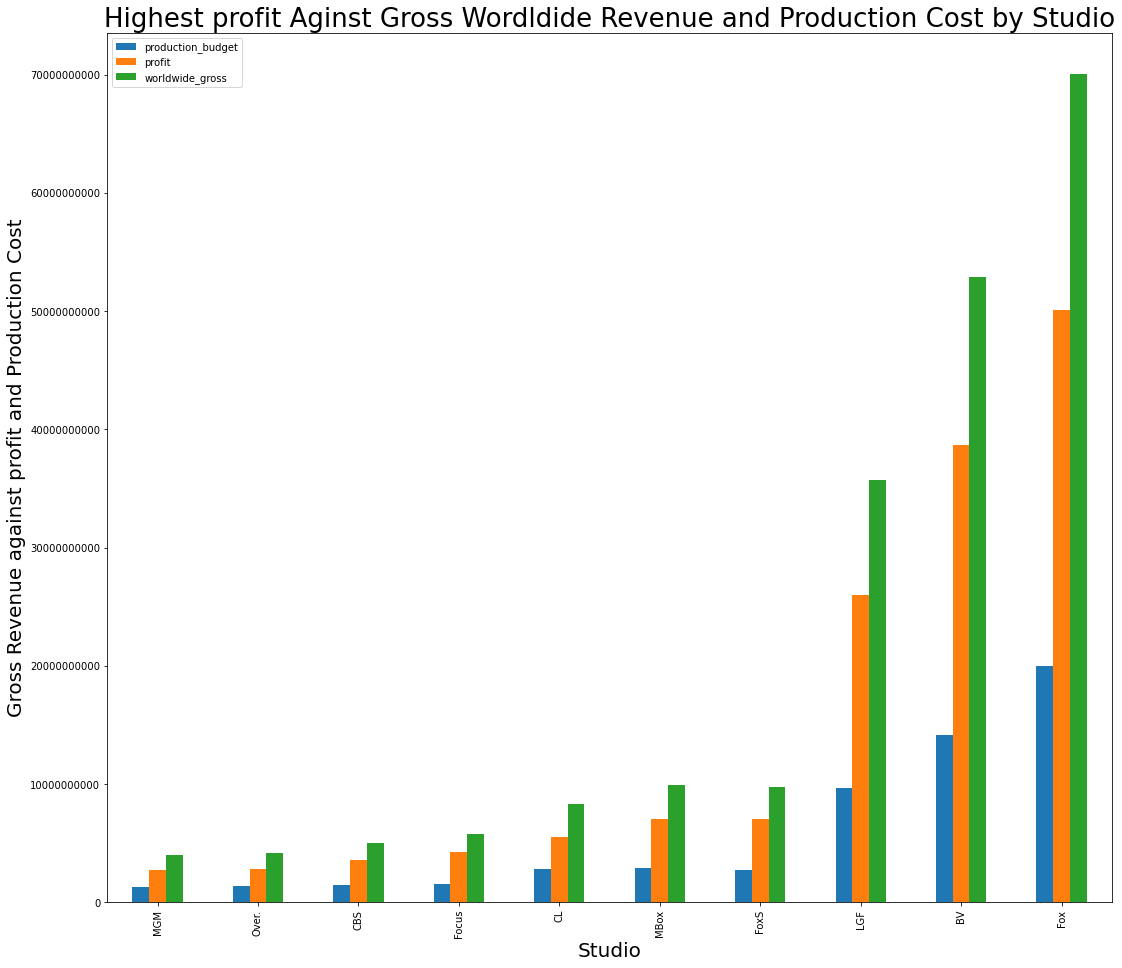 Highest profit Aginst Gross Wordldide Revenue and Production Cost by Studio
production_budget
profit
worldwide_gross
Gross Revenue against profit and Production Cost
70000000000
60000000000
50000000000
40000000000
30000000000
20000000000
10000000000
0
MGM
Over.
CBS
Focus
CL
MBox
FoxS
LGF
BV
Fox
Studio